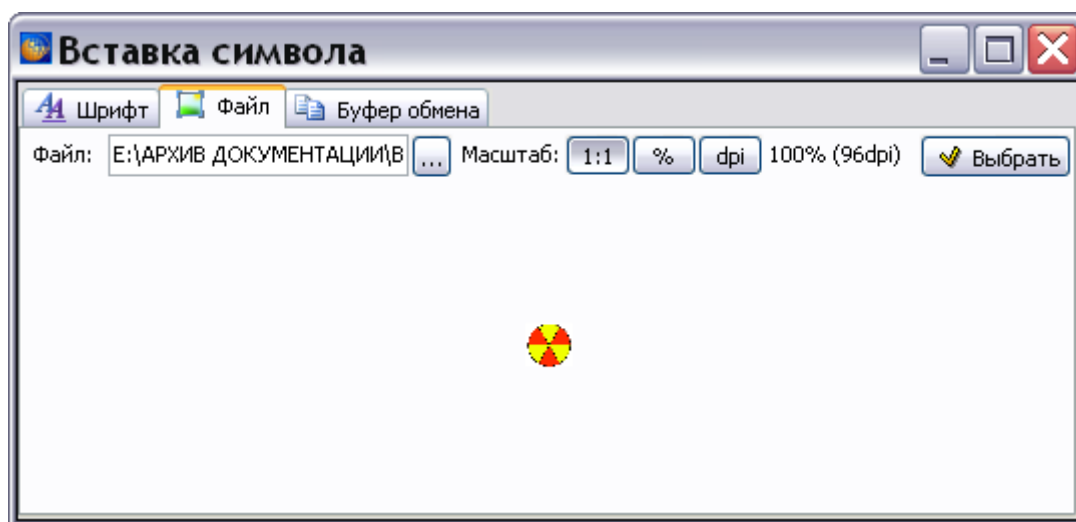 Вставка символа
Шрифт Файл Буфер обмена
Файл: Е:\АРХИВ ДОКУМЕНТАЦИИ\В ... Масштаб: 1:1 % dpi 100% (96dpi) Выбрать